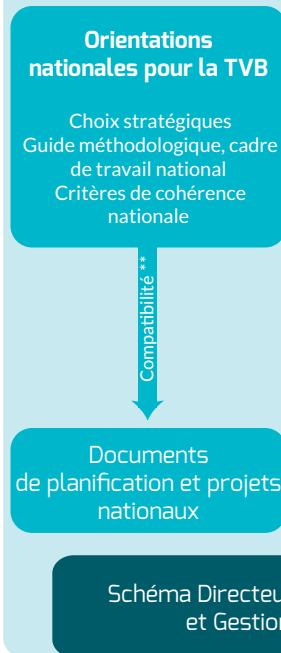 Orientations
nationales pour la TVB
Choix stratégiques
Guide méthodologique, cadre
de travail national
Critères de cohérence
nationale
Compatibilité **
Documents
de planification et projets
nationaux
Schéma Directeu
et Gestion